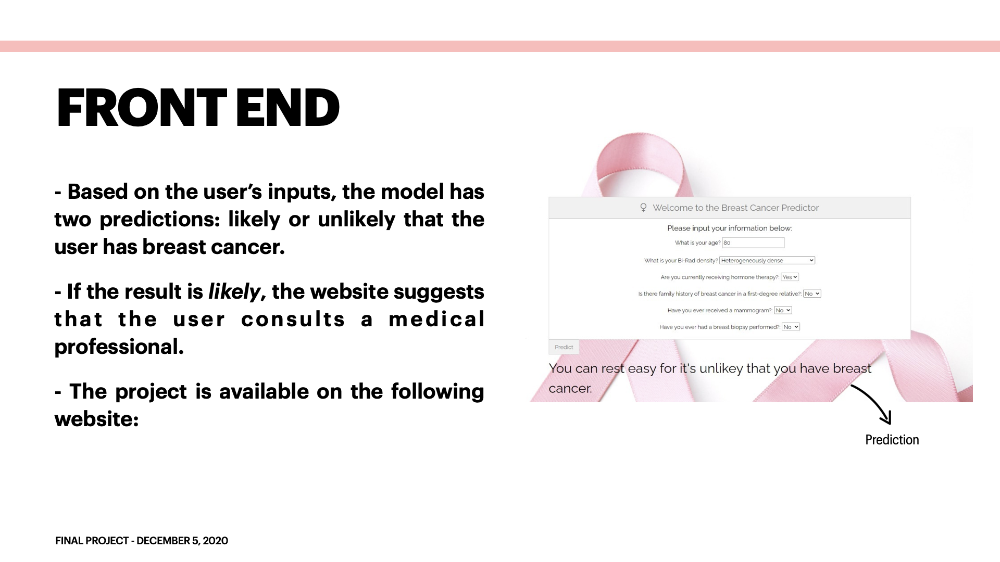 FRONT END
- Based on the user’s inputs, the model has
two predictions: likely or unlikely that the
user has breast cancer.
- If the result is likely, the website suggests
that the user consults a medical
professional.
- The project is available on the following
website:
Welcome to the Breast Cancer Predictor
Please input your information below:
What is your age? 80
What is your Bi-Rad density? Heterogeneously dense
Are you currently receiving hormone therapy?: Yes
Is there family history of breast cancer in a first-degree relative?: No
Have you ever received a mammogram?: No
Have you ever had a breast biopsy performed?: No
Predict
You can rest easy for it's unlikey that you have breast
cancer.
Prediction
FINAL PROJECT - DECEMBER 5, 2020